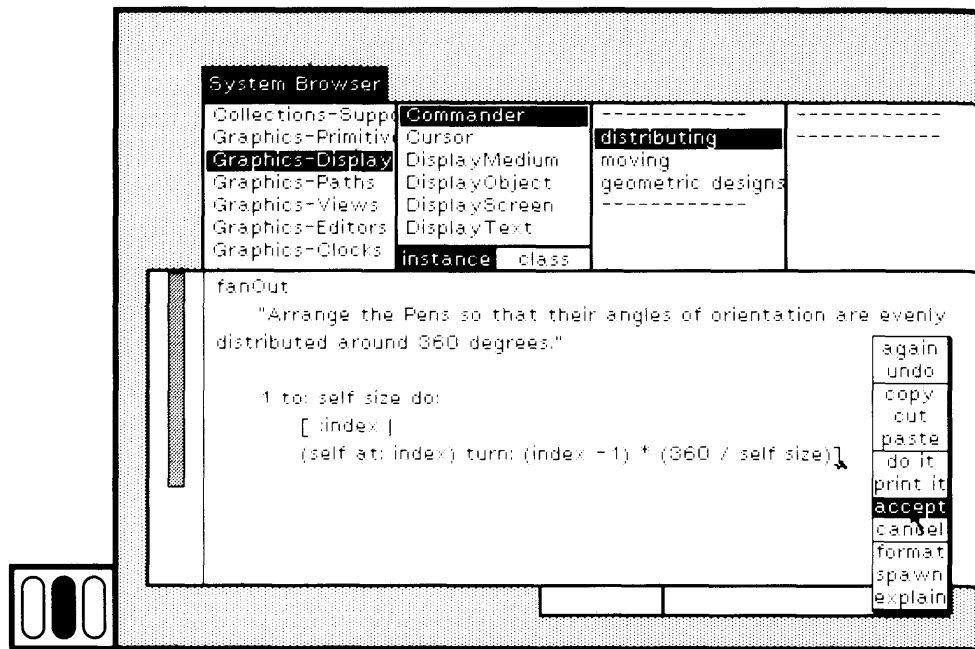 System Browser
Collections-Suppo
Graphics-Primitiv
Graphics-Display
Graphics-Paths
Graphics-Views
Graphics-Editors
Graphics-Clocks
Commander
Cursor
DisplayMedium
DisplayObject
DisplayScreen
DisplayText
instance class
------------
distributing
moving
geometric designs
------------
------------
------------
fanOut
"Arrange the Pens so that their angles of orientation are evenly
distributed around 360 degrees."
1 to: self size do:
[ :index |
(self at: index) turn: (index - 1) * (360 / self size)]
again
undo
copy
cut
paste
do it
print it
accept
cancel
format
spawn
explain